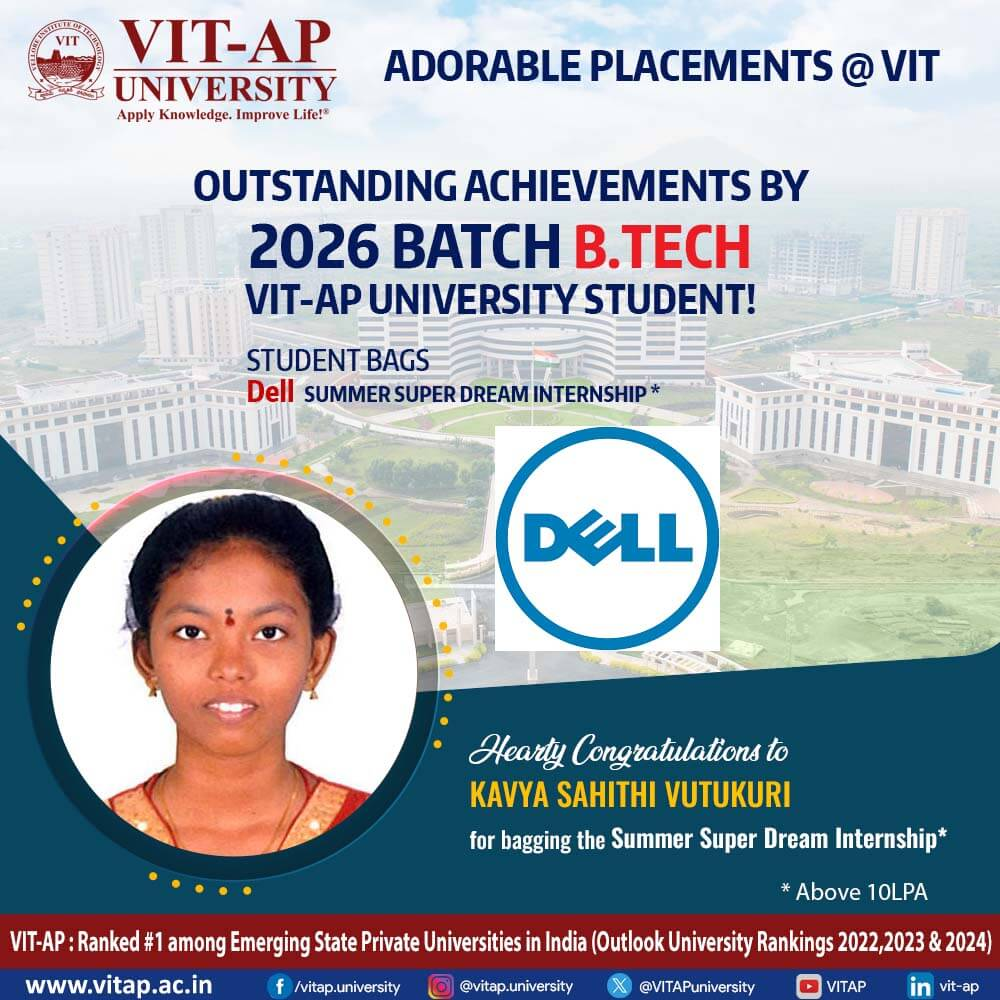 VIT-AP
UNIVERSITY
Apply Knowledge. Improve Life!®
VELLORE INSTITUTE OF TECHNOLOGY
VIT
ADORABLE PLACEMENTS @ VIT
OUTSTANDING ACHIEVEMENTS BY
2026 BATCH B.TECH
VIT-AP UNIVERSITY STUDENT!
STUDENT BAGS
Dell SUMMER SUPER DREAM INTERNSHIP *
DELL
Hearty Congratulations to
KAVYA SAHITHI VUTUKURI
for bagging the Summer Super Dream Internship*
* Above 10LPA
VIT-AP : Ranked #1 among Emerging State Private Universities in India (Outlook University Rankings 2022,2023 & 2024)
www.vitap.ac.in /vitap.university @vitap.university @VITAPuniversity VITAP vit-ap